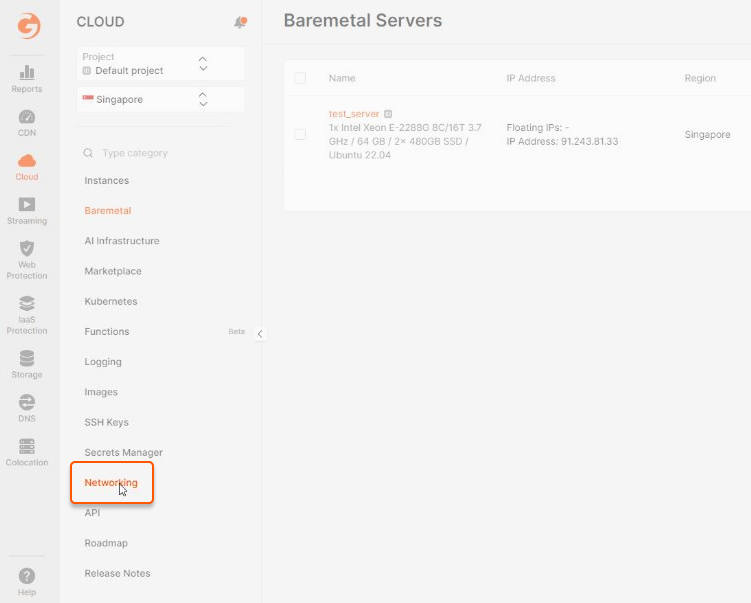 Reports
CDN
Cloud
Streaming
Web
Protection
IaaS
Protection
Storage
DNS
Colocation
Help
CLOUD
Project
Default project
Singapore
Type category
Instances
Baremetal
AI Infrastructure
Marketplace
Kubernetes
Functions Beta
Logging
Images
SSH Keys
Secrets Manager
Networking
API
Roadmap
Release Notes
Baremetal Servers
Name IP Address Region
test_server
1x Intel Xeon E-2288G 8C/16T 3.7
GHz / 64 GB / 2× 480GB SSD /
Ubuntu 22.04
Floating IPs: -
IP Address: 91.243.81.33
Singapore